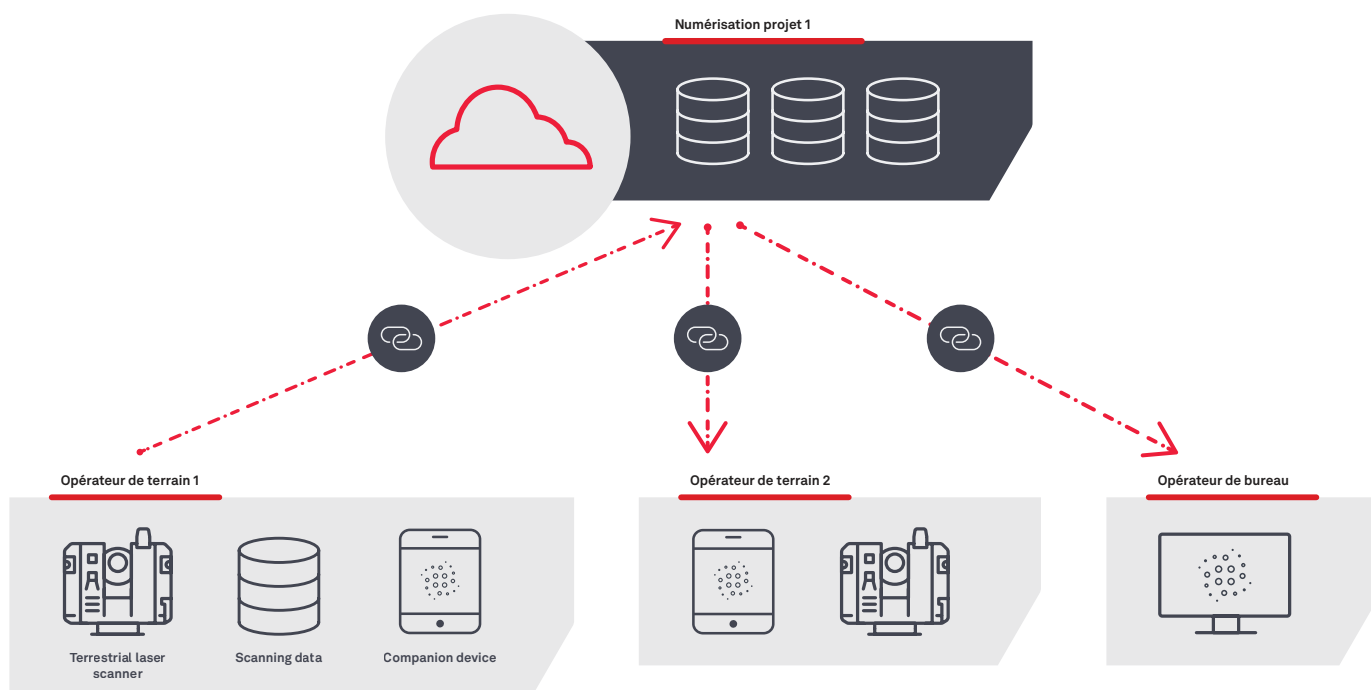 Numérisation projet 1
Opérateur de terrain 1
Opérateur de terrain 2
Opérateur de bureau
Terrestrial laser
scanner
Scanning data
Companion device